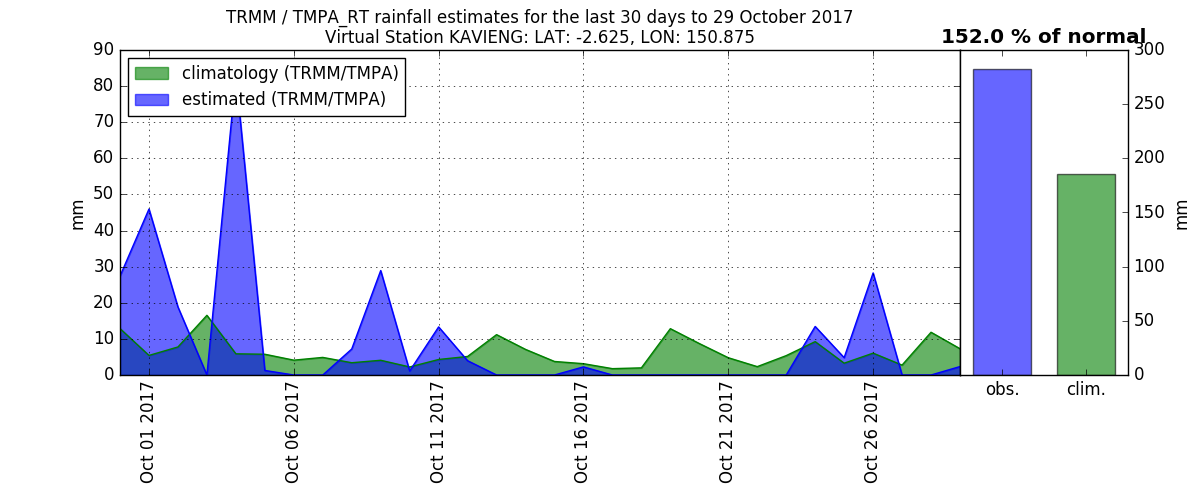 TRMM / TMPA_RT rainfall estimates for the last 30 days to 29 October 2017
Virtual Station KAVIENG: LAT: -2.625, LON: 150.875
152.0 % of normal
climatology (TRMM/TMPA)
estimated (TRMM/TMPA)
90
80
70
60
50
40
30
20
10
0
mm
Oct 01 2017
Oct 06 2017
Oct 11 2017
Oct 16 2017
Oct 21 2017
Oct 26 2017
300
250
200
150
100
50
0
mm
obs.
clim.